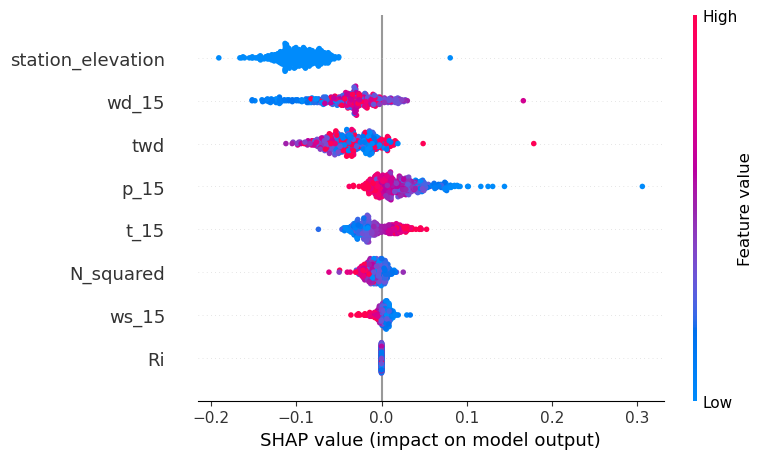 High
station_elevation
wd_15
twd
p_15
t_15
N_squared
ws_15
Ri
Feature value
Low
−0.2 −0.1 0.0 0.1 0.2 0.3
SHAP value (impact on model output)